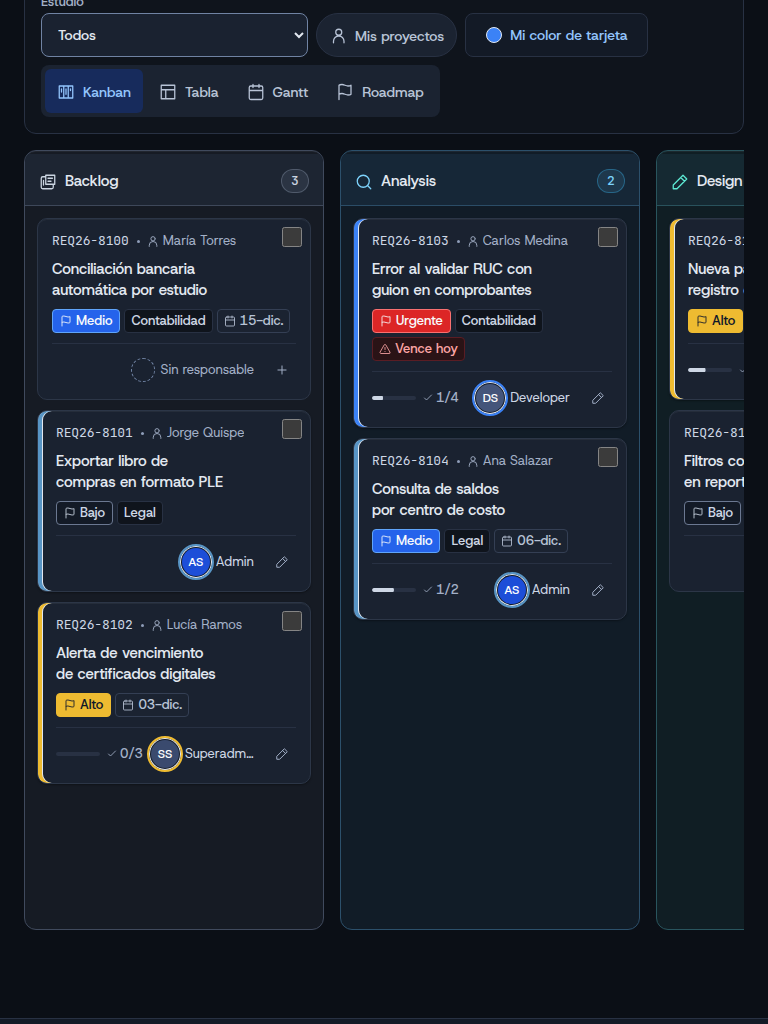 Estudio
Todos
Mis proyectos
Mi color de tarjeta
Kanban
Tabla
Gantt
Roadmap
Backlog
3
REQ26-8100 • María Torres
Conciliación bancaria
automática por estudio
Medio
Contabilidad
15-dic.
Sin responsable
+
REQ26-8101 • Jorge Quispe
Exportar libro de
compras en formato PLE
Bajo
Legal
AS
Admin
REQ26-8102 • Lucía Ramos
Alerta de vencimiento
de certificados digitales
Alto
03-dic.
0/3
SS
Superadm…
Analysis
2
REQ26-8103 • Carlos Medina
Error al validar RUC con
guion en comprobantes
Urgente
Contabilidad
Vence hoy
1/4
DS
Developer
REQ26-8104 • Ana Salazar
Consulta de saldos
por centro de costo
Medio
Legal
06-dic.
1/2
AS
Admin
Design
Nueva
registro
Alto
Filtros
Bajo